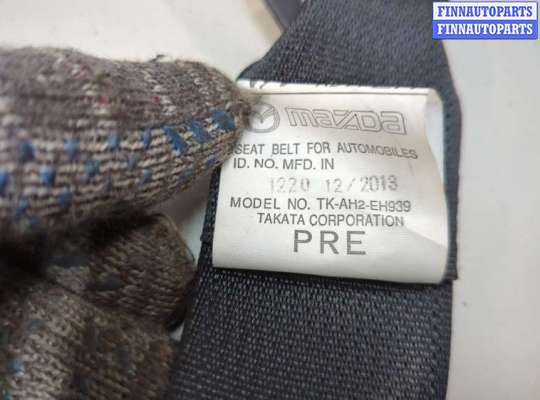 FINNAUTOPARTS
FINNAUTOPARTS
mazda
SEAT BELT FOR AUTOMOBILES
ID. NO. MFD. IN
1220 12/2013
MODEL NO. TK-AH2-EH939
TAKATA CORPORATION
PRE